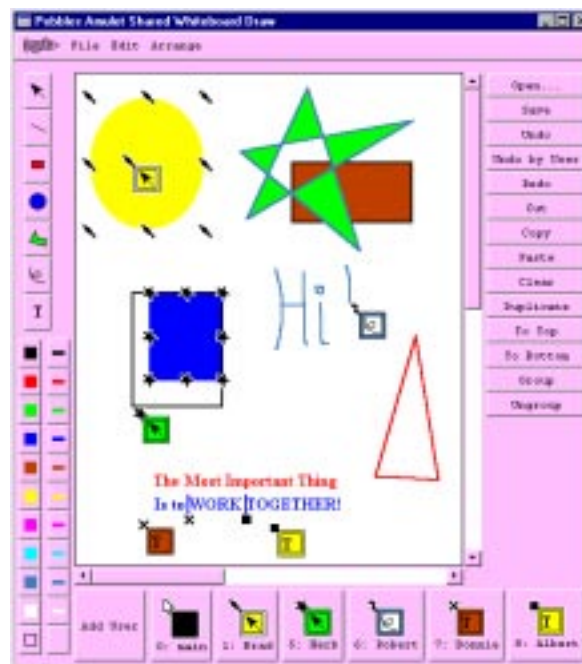 Pebbles Amulet Shared Whiteboard Draw
File Edit Arrange
Open...
Save
Undo
Undo by User
Redo
Cut
Copy
Paste
Clear
Duplicate
To Top
To Bottom
Group
Ungroup
T
Hi!
The Most Important Thing
Is to WORK TOGETHER!
T
T
Add User
0: main
1: Brad
5: Herb
6: Robert
7: Bonnie
8: Albert